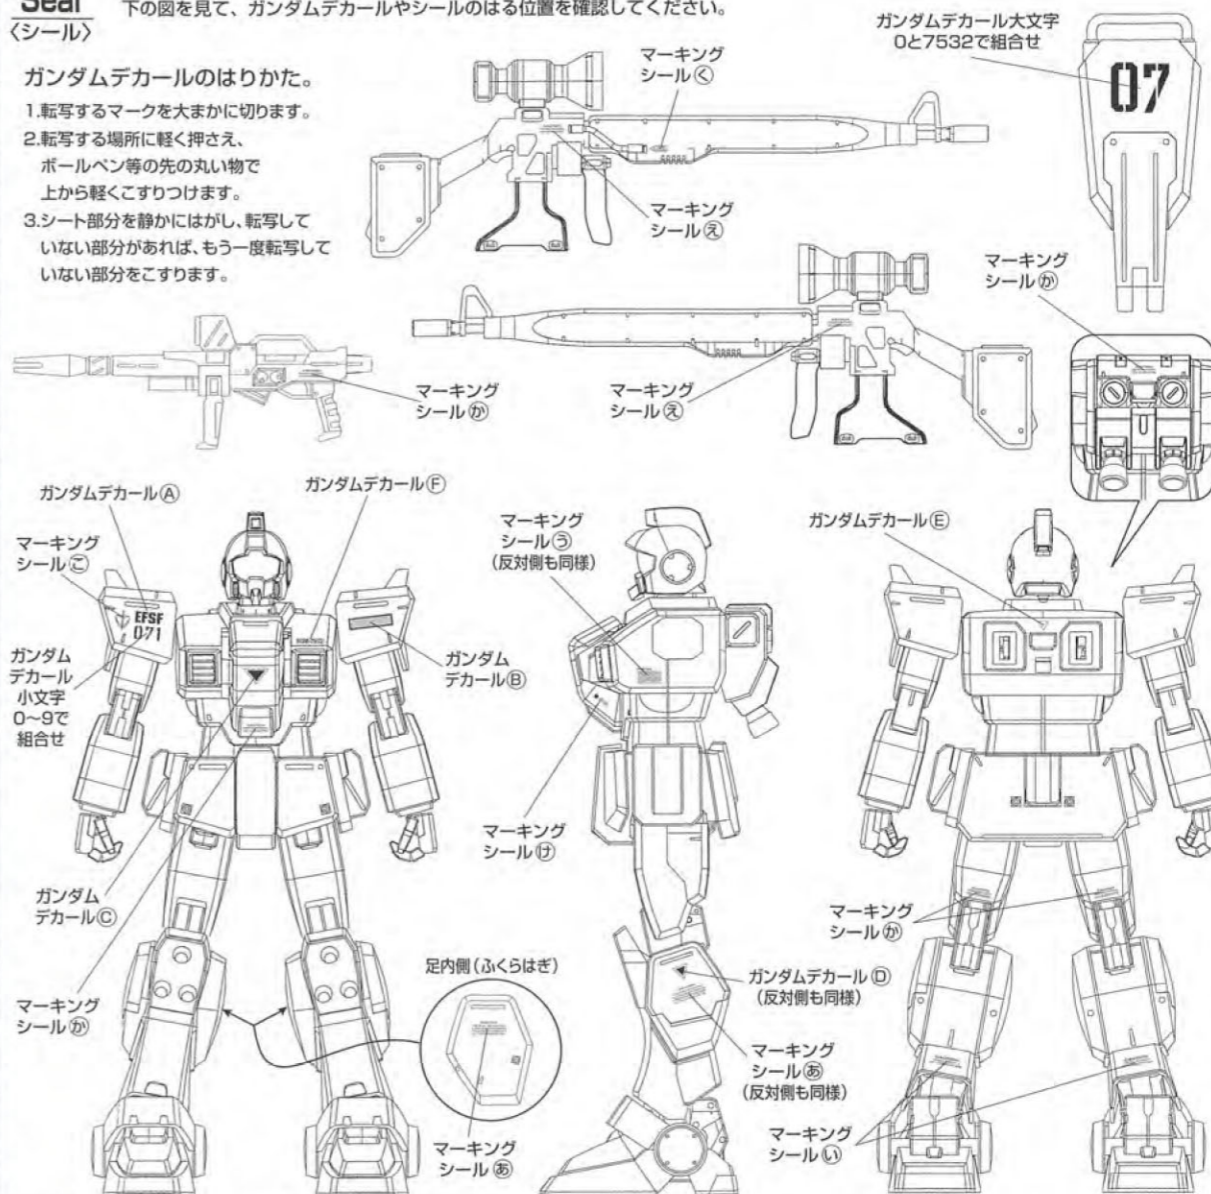 Seal
〈シール〉
下の図を見て、ガンダムデカールやシールのはる位置を確認してください。
ガンダムデカールのはりかた。
1.転写するマークを大まかに切ります。
2.転写する場所に軽く押さえ、
ボールペン等の先の丸い物で
上から軽くこすりつけます。
3.シート部分を静かにはがし、転写して
いない部分があれば、もう一度転写して
いない部分をこすります。
マーキング
シールⓀく
マーキング
シール㋓え
ガンダムデカール大文字
0と7532で組合せ
07
マーキング
シールか
マーキング
シールか
マーキング
シールえ
ガンダムデカールⒶ
ガンダムデカールⒻ
マーキング
シールこ
EFSF
071
ガンダム
デカール
小文字
0〜9で
組合せ
ガンダム
デカールⒷ
マーキング
シールう
(反対側も同様)
ガンダムデカールⒺ
マーキング
シールけ
ガンダム
デカールⒸ
マーキング
シールか
足内側(ふくらはぎ)
マーキング
シールあ
ガンダムデカールⒹ
(反対側も同様)
マーキング
シールあ
(反対側も同様)
マーキング
シールか
マーキング
シールい